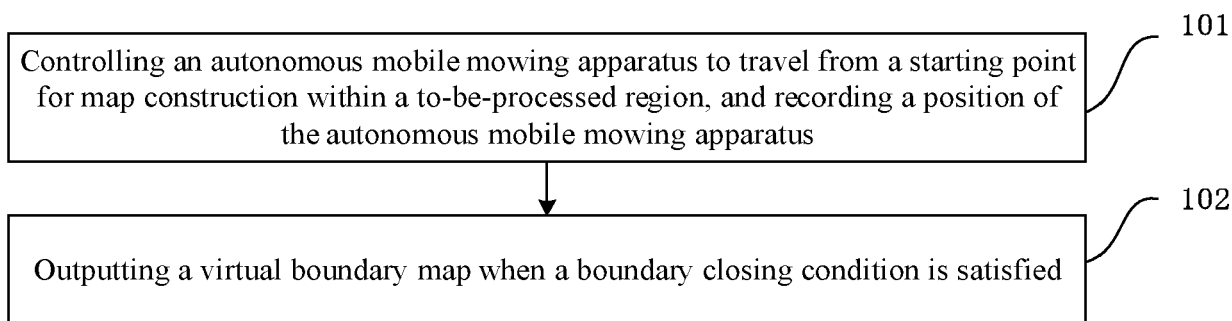 101
Controlling an autonomous mobile mowing apparatus to travel from a starting point
for map construction within a to-be-processed region, and recording a position of
the autonomous mobile mowing apparatus
102
Outputting a virtual boundary map when a boundary closing condition is satisfied